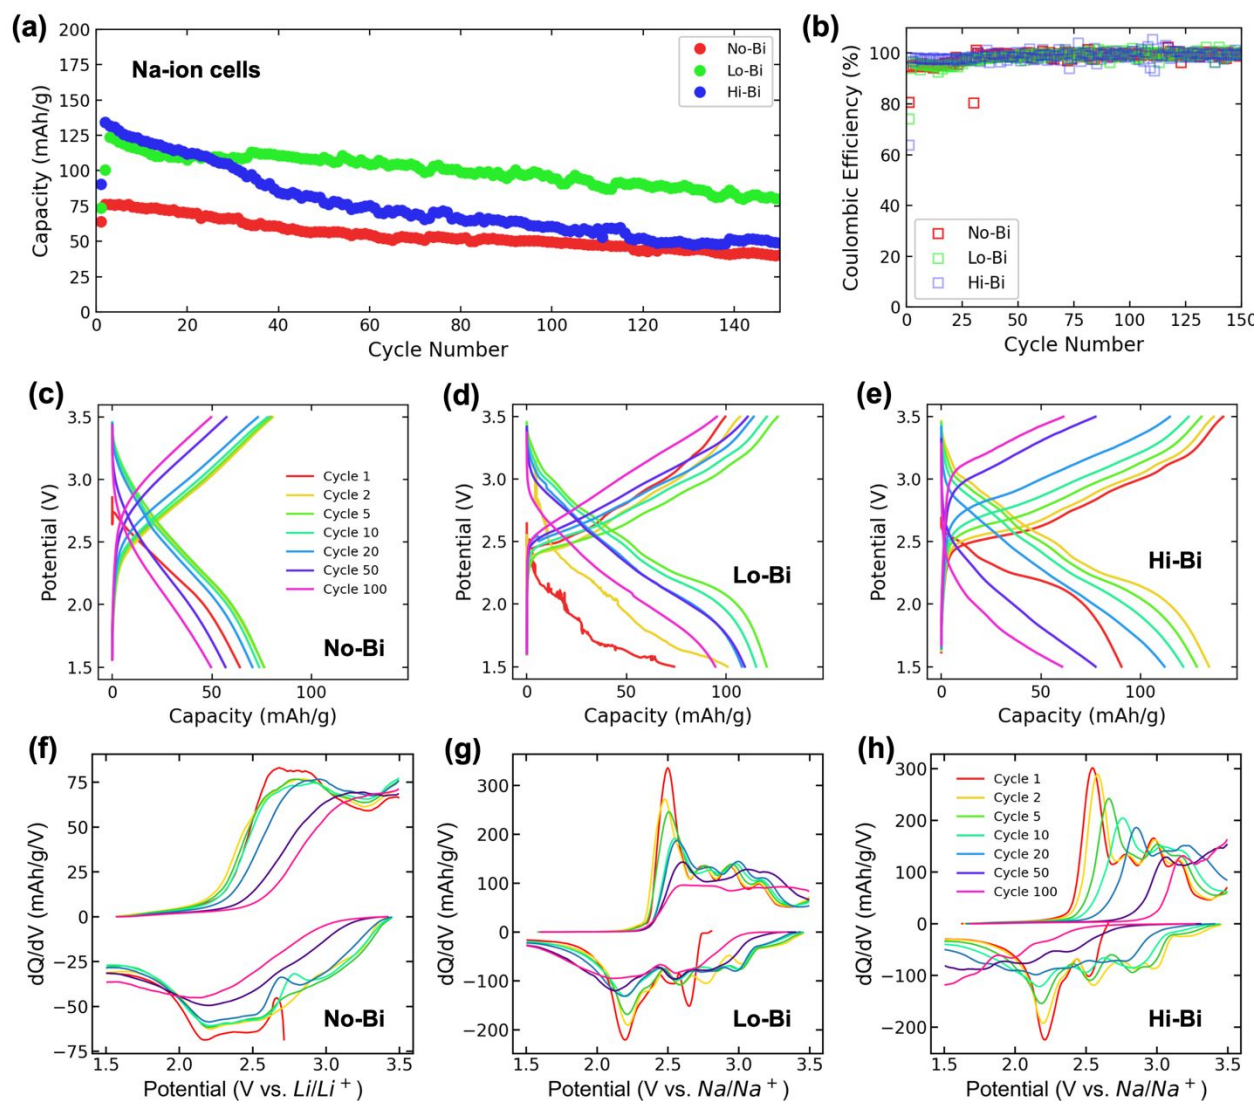 (a)
200
175
150
125
100
75
50
25
0
Capacity (mAh/g)
Na-ion cells
No-Bi
Lo-Bi
Hi-Bi
0 20 40 60 80 100 120 140
Cycle Number
(b)
100
80
60
40
20
0
Coulombic Efficiency (%)
No-Bi
Lo-Bi
Hi-Bi
0 25 50 75 100 125 150
Cycle Number
(c)
3.5
3.0
2.5
2.0
1.5
Potential (V)
Cycle 1
Cycle 2
Cycle 5
Cycle 10
Cycle 20
Cycle 50
Cycle 100
No-Bi
0 50 100
Capacity (mAh/g)
(d)
3.5
3.0
2.5
2.0
1.5
Potential (V)
Lo-Bi
0 50 100
Capacity (mAh/g)
(e)
3.5
3.0
2.5
2.0
1.5
Potential (V)
Hi-Bi
0 50 100
Capacity (mAh/g)
(f)
75
50
25
0
−25
−50
−75
dQ/dV (mAh/g/V)
No-Bi
1.5 2.0 2.5 3.0 3.5
Potential (V vs. Li/Li⁺)
(g)
300
200
100
0
−100
−200
dQ/dV (mAh/g/V)
Lo-Bi
1.5 2.0 2.5 3.0 3.5
Potential (V vs. Na/Na⁺)
(h)
300
200
100
0
−100
−200
dQ/dV (mAh/g/V)
Cycle 1
Cycle 2
Cycle 5
Cycle 10
Cycle 20
Cycle 50
Cycle 100
Hi-Bi
1.5 2.0 2.5 3.0 3.5
Potential (V vs. Na/Na⁺)